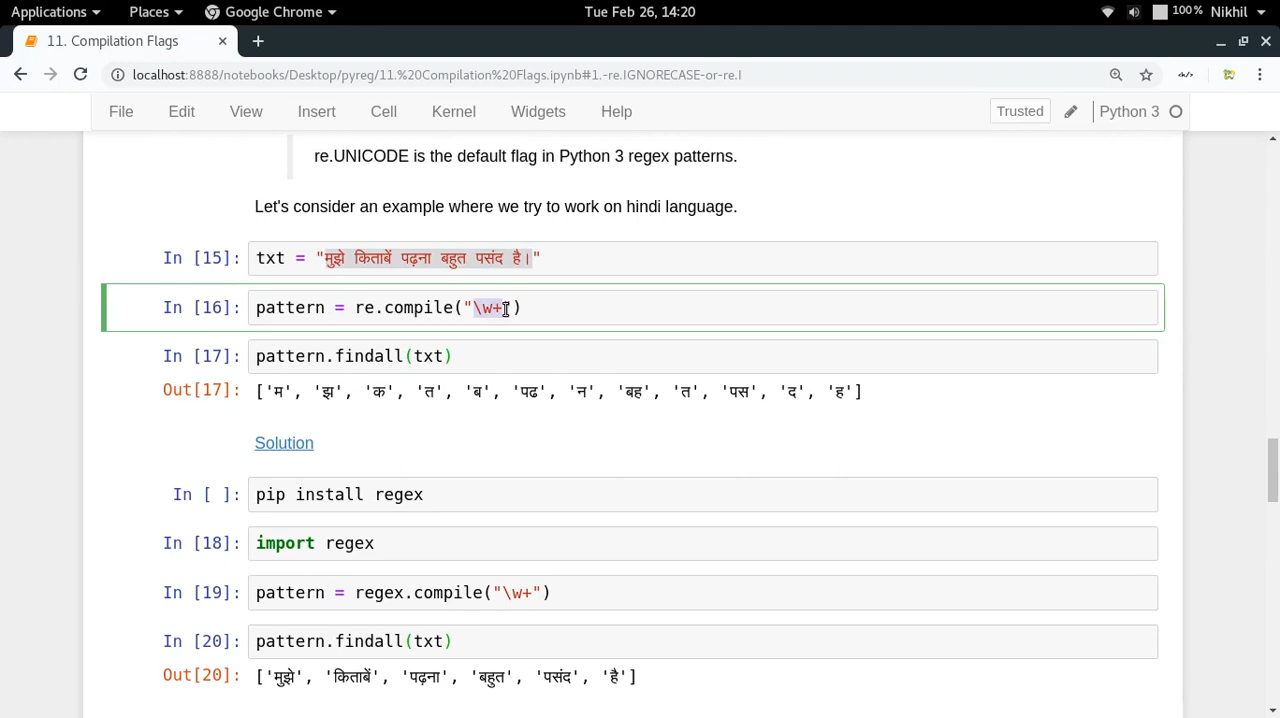 Applications Places Google Chrome Tue Feb 26, 14:20 100% Nikhil
11. Compilation Flags
localhost:8888/notebooks/Desktop/pyreg/11.%20Compilation%20Flags.ipynb#1.-re.IGNORECASE-or-re.I
File Edit View Insert Cell Kernel Widgets Help Trusted Python 3
re.UNICODE is the default flag in Python 3 regex patterns.
Let's consider an example where we try to work on hindi language.
In [15]: txt = "मुझे किताबें पढ़ना बहुत पसंद है।"
In [16]: pattern = re.compile("\w+")
In [17]: pattern.findall(txt)
Out[17]: ['म', 'झ', 'क', 'त', 'ब', 'पढ', 'न', 'बह', 'त', 'पस', 'द', 'ह']
Solution
In [ ]: pip install regex
In [18]: import regex
In [19]: pattern = regex.compile("\w+")
In [20]: pattern.findall(txt)
Out[20]: ['मुझे', 'किताबें', 'पढ़ना', 'बहुत', 'पसंद', 'है']